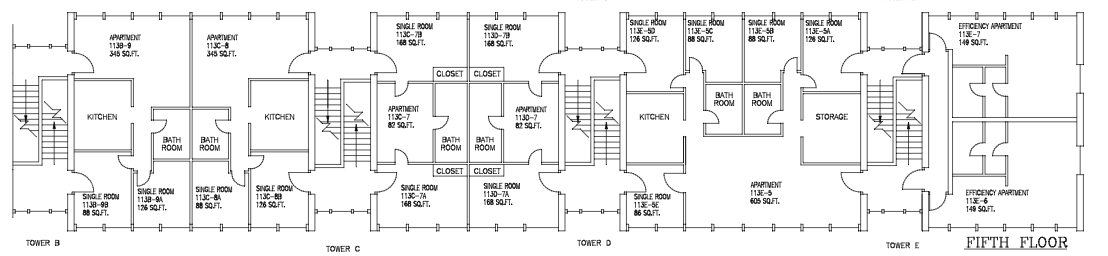 APARTMENT
113B-9
345 SQ.FT.
APARTMENT
113C-8
345 SQ.FT.
KITCHEN
KITCHEN
BATH
ROOM
BATH
ROOM
SINGLE ROOM
113B-9B
88 SQ.FT.
SINGLE ROOM
113B-9A
126 SQ.FT.
SINGLE ROOM
113C-8A
88 SQ.FT.
SINGLE ROOM
113C-8B
126 SQ.FT.
SINGLE ROOM
113C-7B
168 SQ.FT.
SINGLE ROOM
113D-7B
168 SQ.FT.
CLOSET
CLOSET
APARTMENT
113C-7
82 SQ.FT.
APARTMENT
113D-7
82 SQ.FT.
BATH
ROOM
BATH
ROOM
CLOSET
CLOSET
SINGLE ROOM
113C-7A
168 SQ.FT.
SINGLE ROOM
113D-7A
168 SQ.FT.
SINGLE ROOM
113E-5D
126 SQ.FT.
SINGLE ROOM
113E-5C
88 SQ.FT.
SINGLE ROOM
113E-5B
88 SQ.FT.
SINGLE ROOM
113E-5A
126 SQ.FT.
BATH
ROOM
BATH
ROOM
KITCHEN
STORAGE
SINGLE ROOM
113E-5E
86 SQ.FT.
APARTMENT
113E-5
605 SQ.FT.
EFFICIENCY APARTMENT
113E-7
149 SQ.FT.
EFFICIENCY APARTMENT
113E-6
149 SQ.FT.
TOWER B
TOWER C
TOWER D
TOWER E
FIFTH FLOOR